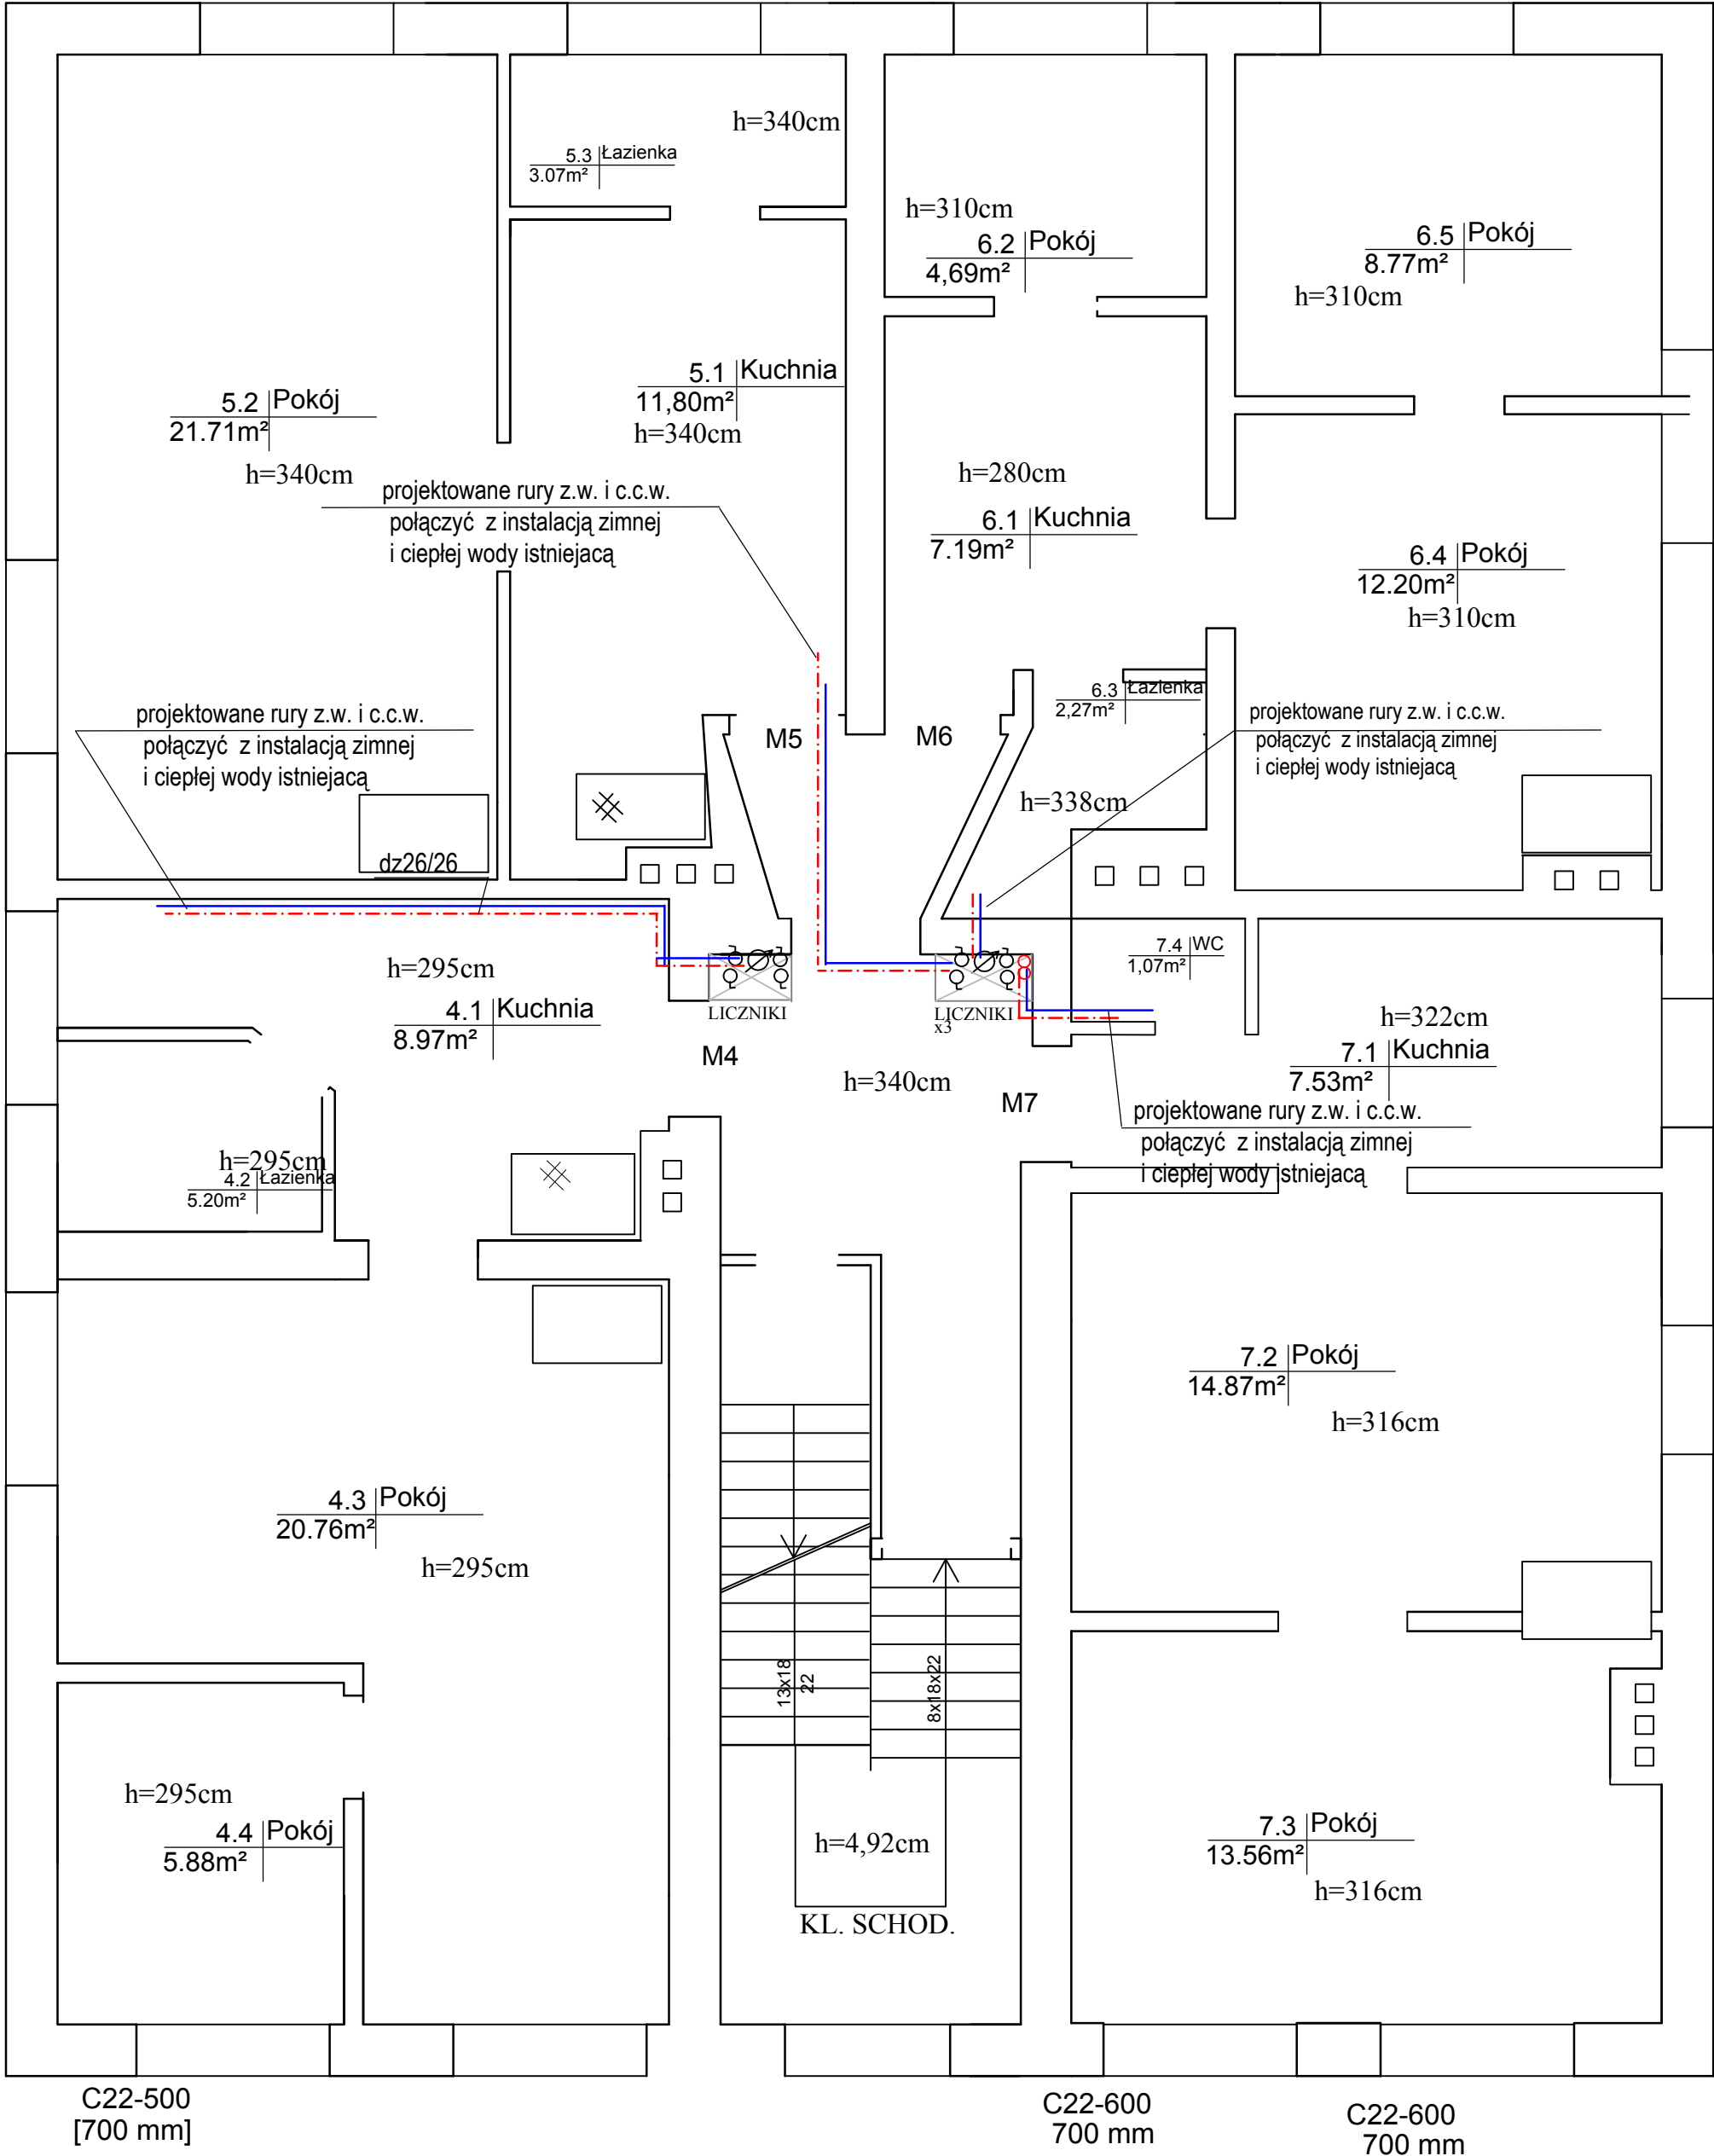 h=340cm
5.3 Łazienka
3.07m²
h=310cm
6.2 Pokój
4,69m²
6.5 Pokój
8.77m²
h=310cm
5.1 Kuchnia
11,80m²
h=340cm
5.2 Pokój
21.71m²
h=340cm
projektowane rury z.w. i c.c.w.
połączyć z instalacją zimnej
i ciepłej wody istniejacą
h=280cm
6.1 Kuchnia
7.19m²
6.4 Pokój
12.20m²
h=310cm
6.3 Łazienka
2,27m²
projektowane rury z.w. i c.c.w.
połączyć z instalacją zimnej
i ciepłej wody istniejacą
M5
M6
projektowane rury z.w. i c.c.w.
połączyć z instalacją zimnej
i ciepłej wody istniejacą
h=338cm
dz26/26
7.4 WC
1,07m²
h=295cm
4.1 Kuchnia
8.97m²
LICZNIKI
LICZNIKI
x3
h=322cm
7.1 Kuchnia
7.53m²
M4
h=340cm
M7
projektowane rury z.w. i c.c.w.
połączyć z instalacją zimnej
i ciepłej wody istniejacą
h=295cm
4.2 Łazienka
5.20m²
7.2 Pokój
14.87m²
h=316cm
4.3 Pokój
20.76m²
h=295cm
13x18
22
8x18x22
h=295cm
4.4 Pokój
5.88m²
h=4,92cm
7.3 Pokój
13.56m²
h=316cm
KL. SCHOD.
C22-500
[700 mm]
C22-600
700 mm
C22-600
700 mm